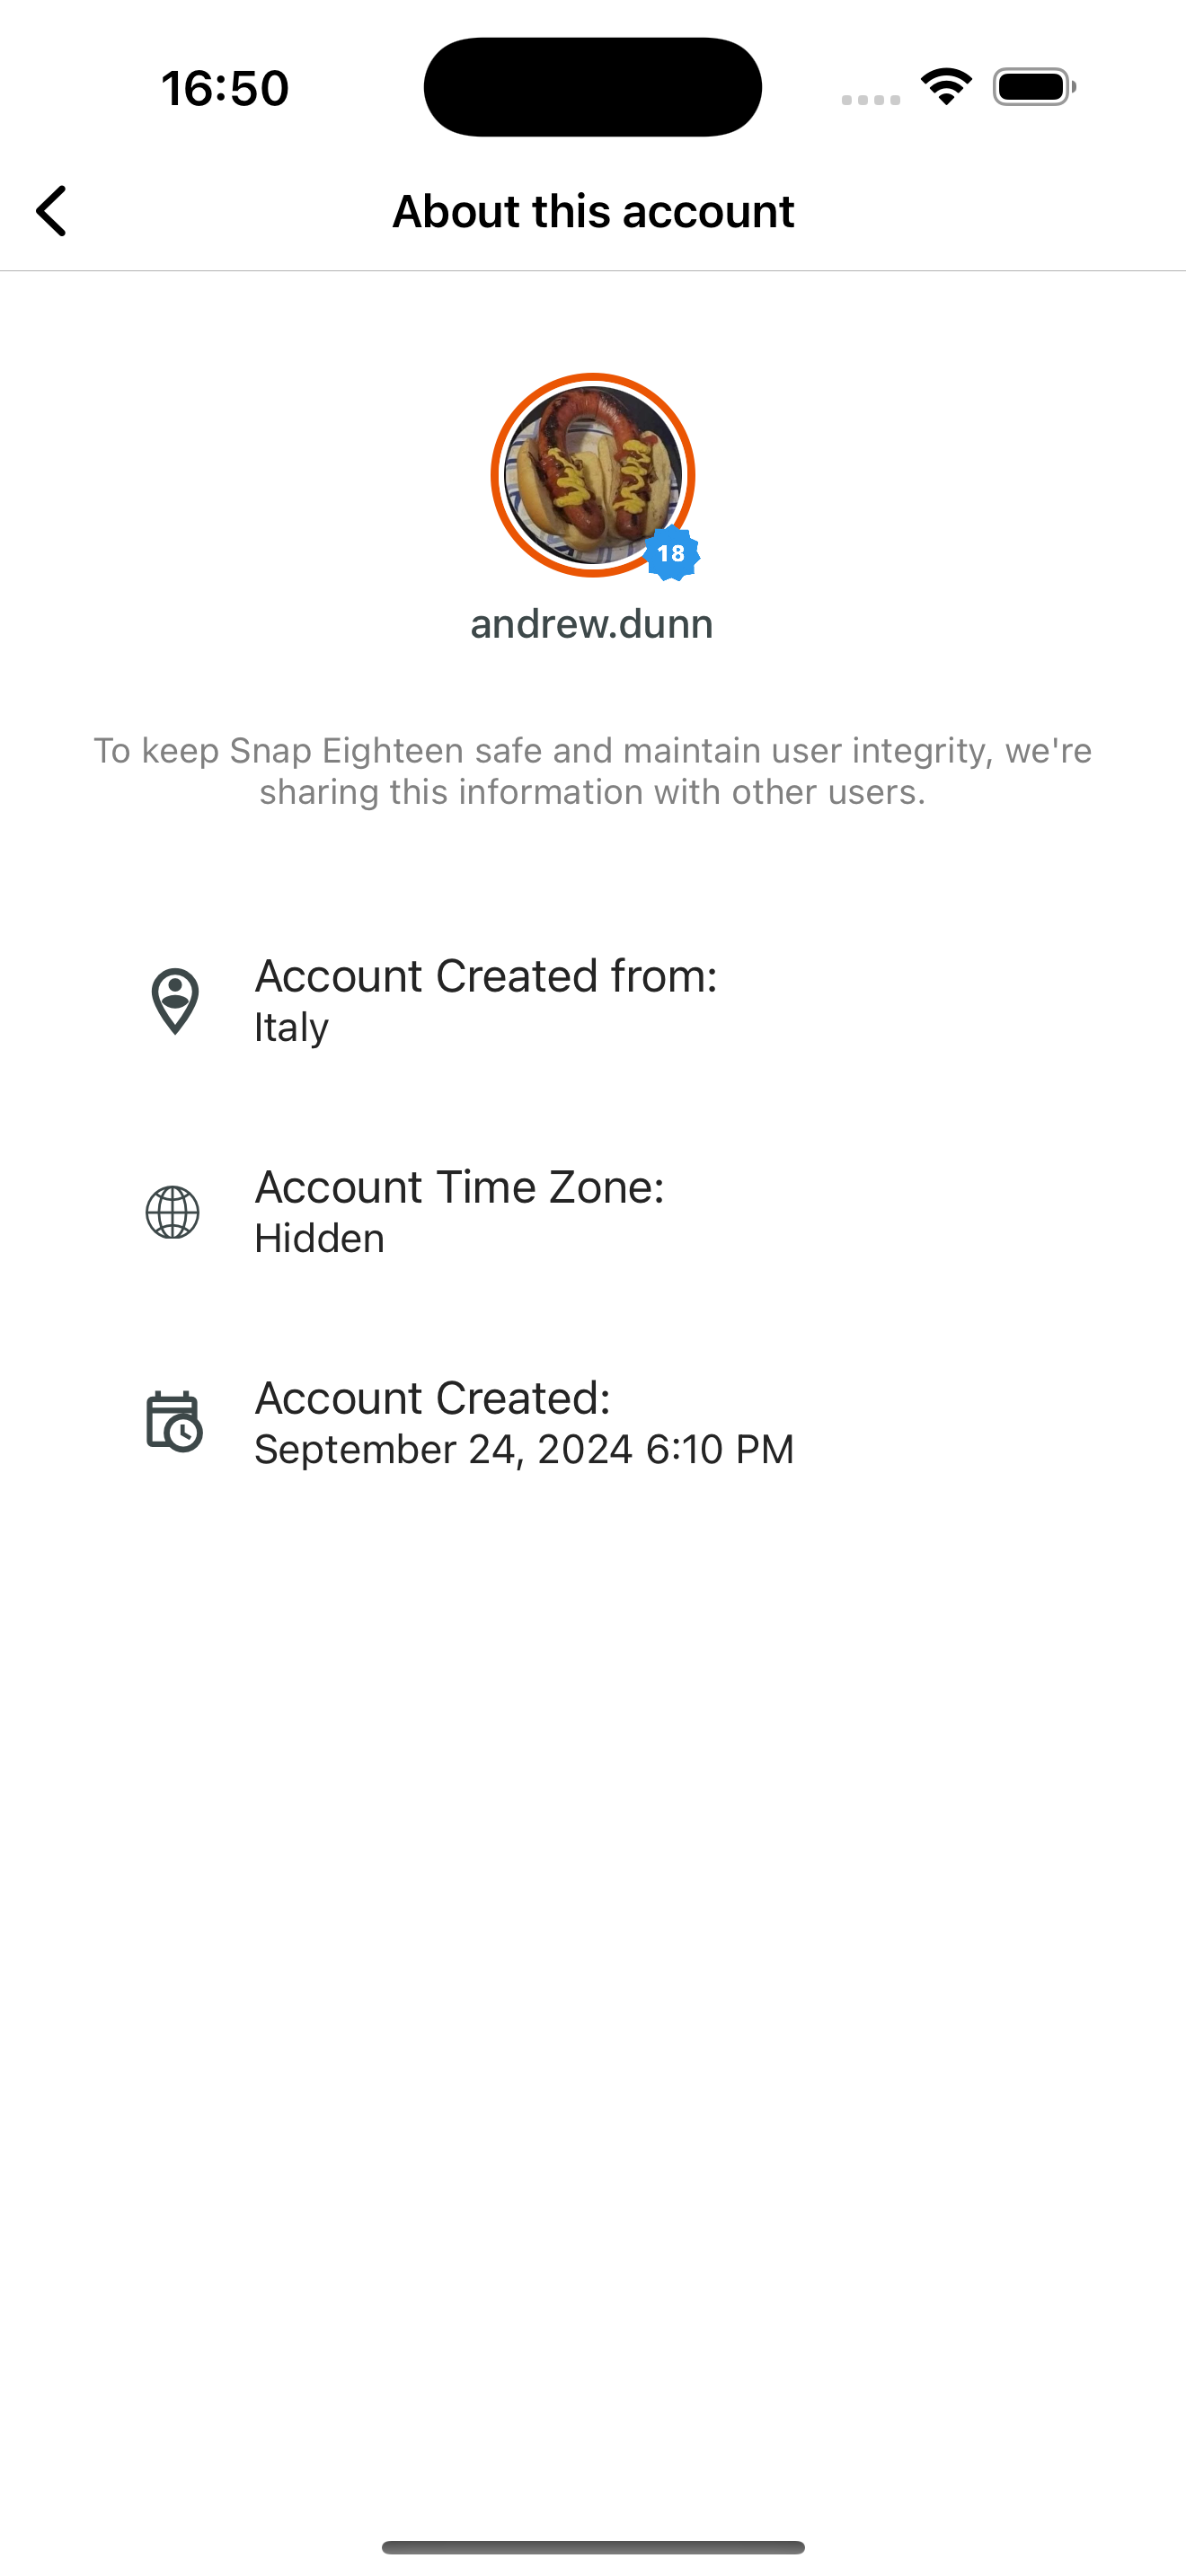 16:50
About this account
18
andrew.dunn
To keep Snap Eighteen safe and maintain user integrity, we're
sharing this information with other users.
Account Created from:
Italy
Account Time Zone:
Hidden
Account Created:
September 24, 2024 6:10 PM